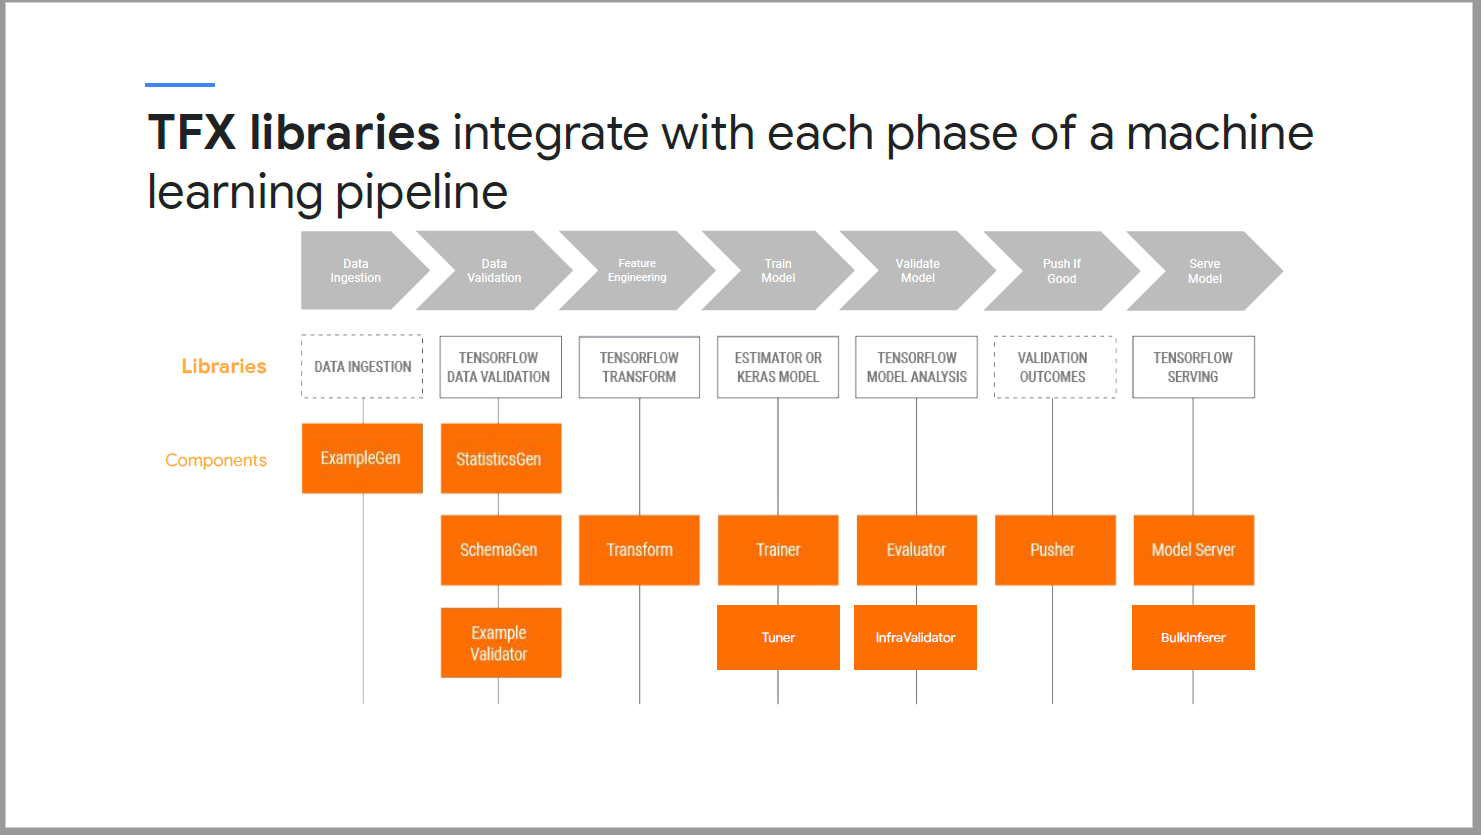 TFX libraries integrate with each phase of a machine
learning pipeline
Data
Ingestion
Data
Validation
Feature
Engineering
Train
Model
Validate
Model
Push If
Good
Serve
Model
Libraries
DATA INGESTION
TENSORFLOW
DATA VALIDATION
TENSORFLOW
TRANSFORM
ESTIMATOR OR
KERAS MODEL
TENSORFLOW
MODEL ANALYSIS
VALIDATION
OUTCOMES
TENSORFLOW
SERVING
Components
ExampleGen
StatisticsGen
SchemaGen
Transform
Trainer
Evaluator
Pusher
Model Server
Example
Validator
Tuner
InfraValidator
BulkInferer